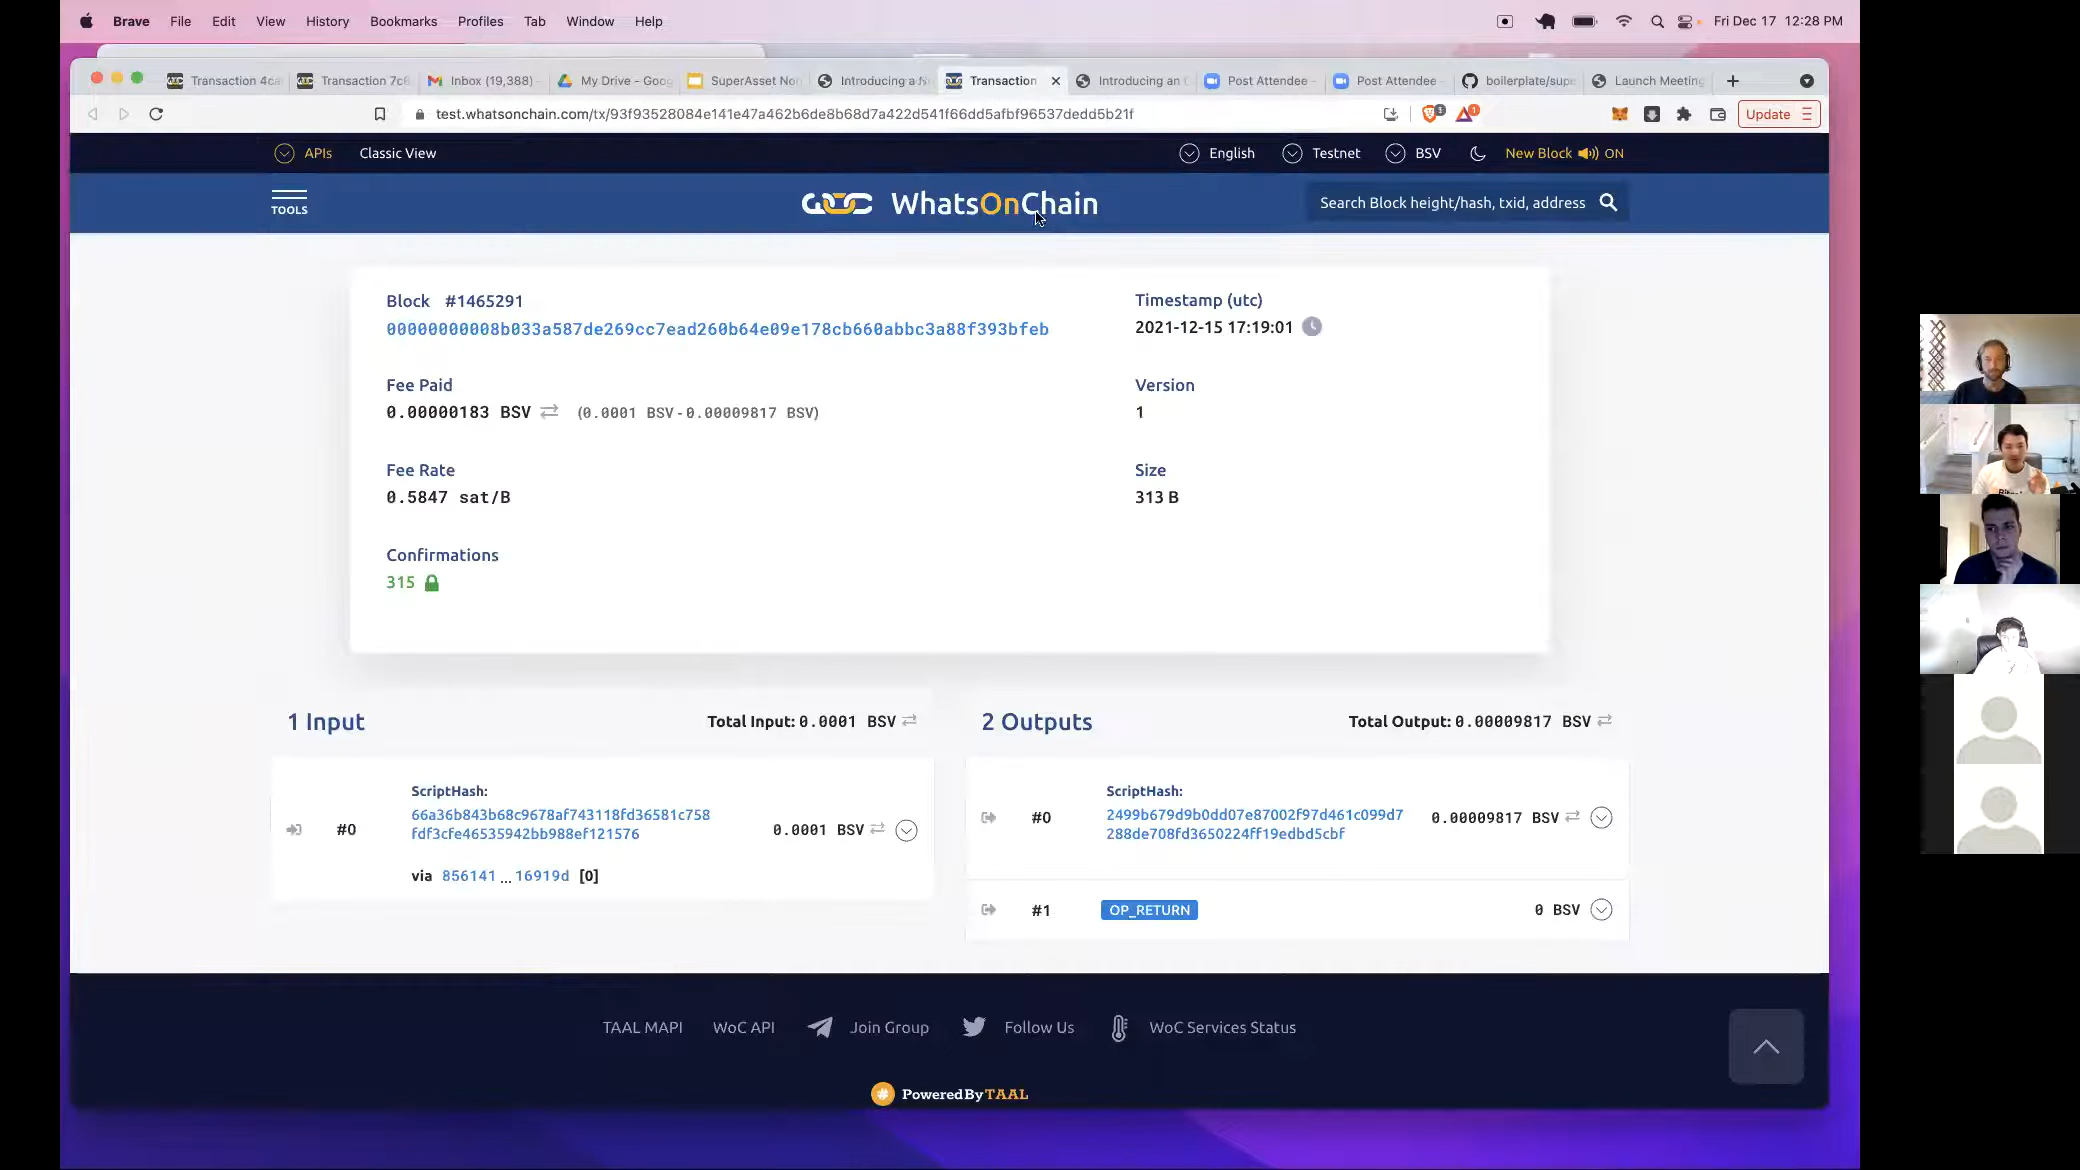 Brave File Edit View History Bookmarks Profiles Tab Window Help Fri Dec 17 12:28 PM
Transaction 4ca Transaction 7c6 Inbox (19,388) - My Drive – Goog SuperAsset Non Introducing a N Transaction Introducing an Post Attendee - Post Attendee - boilerplate/supe Launch Meeting
test.whatsonchain.com/tx/93f93528084e141e47a462b6de8b68d7a422d541f66dd5afbf96537dedd5b21f Update
APIs Classic View English Testnet BSV New Block ON
TOOLS WhatsOnChain Search Block height/hash, txid, address
Block #1465291
00000000008b033a587de269cc7ead260b64e09e178cb660abbc3a88f393bfeb
Timestamp (utc)
2021-12-15 17:19:01
Fee Paid
0.00000183 BSV (0.0001 BSV-0.00009817 BSV)
Version
1
Fee Rate
0.5847 sat/B
Size
313 B
Confirmations
315
1 Input Total Input: 0.0001 BSV
#0
ScriptHash:
66a36b843b68c9678af743118fd36581c758
fdf3cfe46535942bb988ef121576
0.0001 BSV
via 856141 ... 16919d [0]
2 Outputs Total Output: 0.00009817 BSV
#0
ScriptHash:
2499b679d9b0dd07e87002f97d461c099d7
288de708fd3650224ff19edbd5cbf
0.00009817 BSV
#1 OP_RETURN 0 BSV
TAAL MAPI WoC API Join Group Follow Us WoC Services Status
PoweredByTAAL